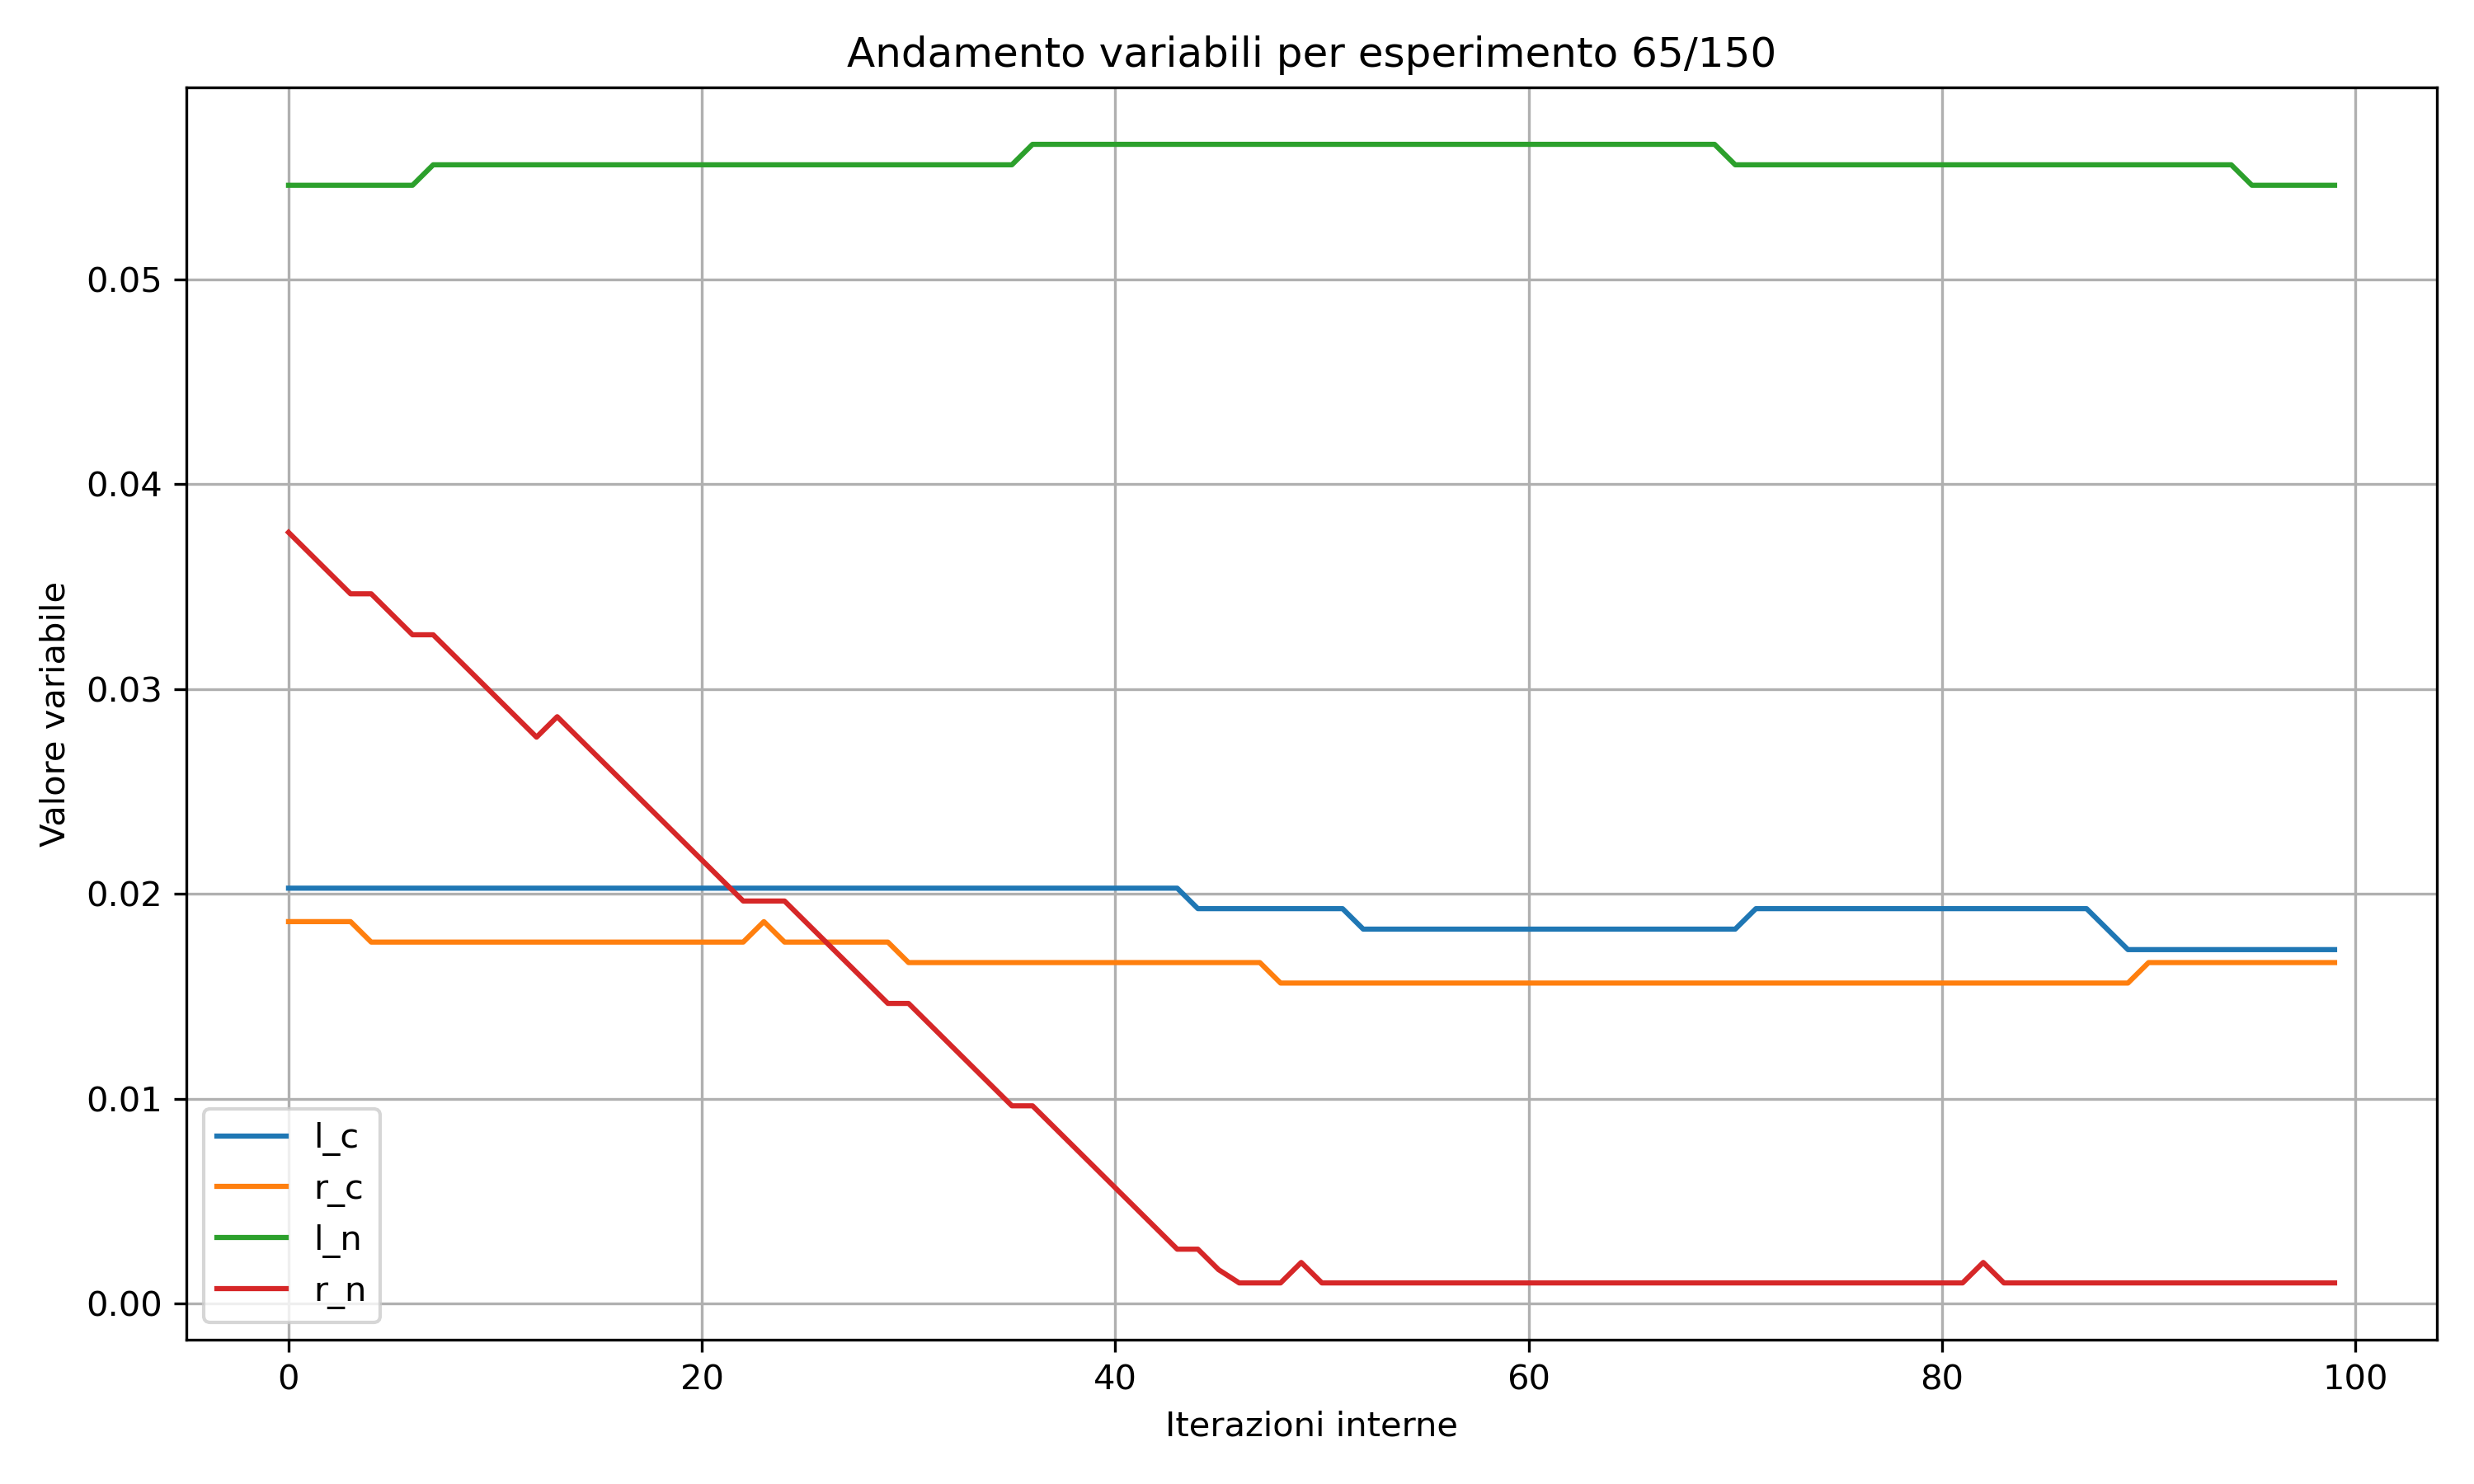 Andamento variabili per esperimento 65/150
Valore variabile
0.05
0.04
0.03
0.02
0.01
0.00
l_c
r_c
l_n
r_n
0 20 40 60 80 100
Iterazioni interne